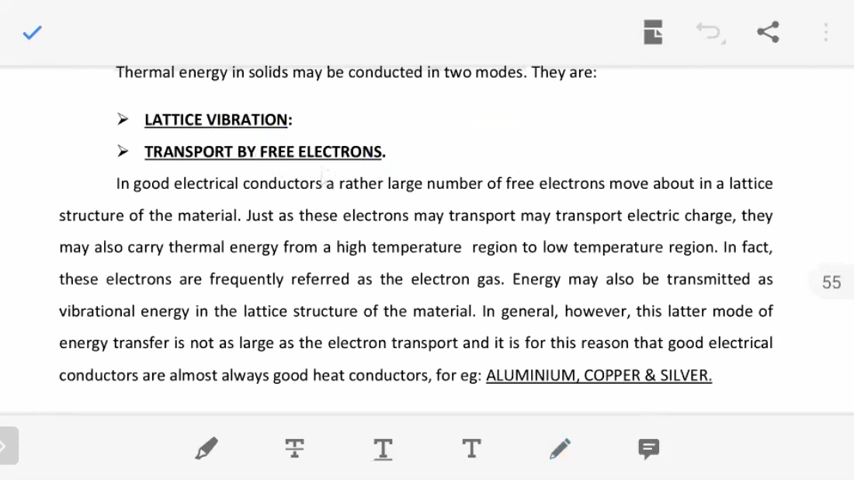 Thermal energy in solids may be conducted in two modes. They are:
➢ LATTICE VIBRATION:
➢ TRANSPORT BY FREE ELECTRONS.
In good electrical conductors a rather large number of free electrons move about in a lattice
structure of the material. Just as these electrons may transport may transport electric charge, they
may also carry thermal energy from a high temperature region to low temperature region. In fact,
these electrons are frequently referred as the electron gas. Energy may also be transmitted as
vibrational energy in the lattice structure of the material. In general, however, this latter mode of
energy transfer is not as large as the electron transport and it is for this reason that good electrical
conductors are almost always good heat conductors, for eg: ALUMINIUM, COPPER & SILVER.
55
T T T